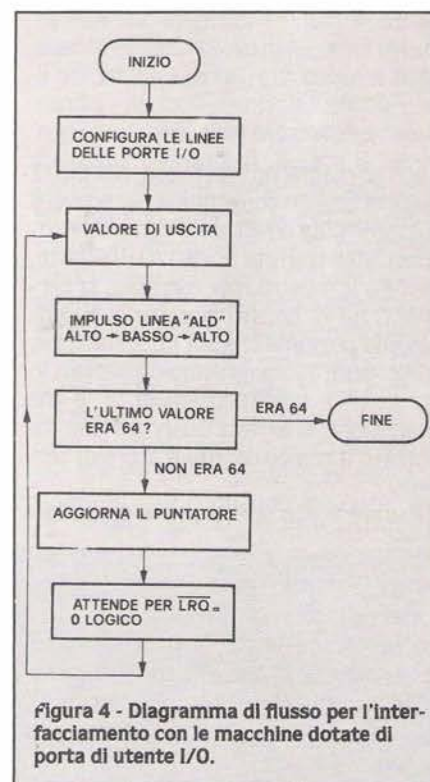 INIZIO
CONFIGURA LE LINEE
DELLE PORTE I/O
VALORE DI USCITA
IMPULSO LINEA "ALD"
ALTO → BASSO → ALTO
L'ULTIMO VALORE
ERA 64?
ERA 64
FINE
NON ERA 64
AGGIORNA IL PUNTATORE
ATTENDE PER L̅R̅Q̅ =
0 LOGICO
Figura 4 - Diagramma di flusso per l'inter-
facciamento con le macchine dotate di
porta di utente I/O.